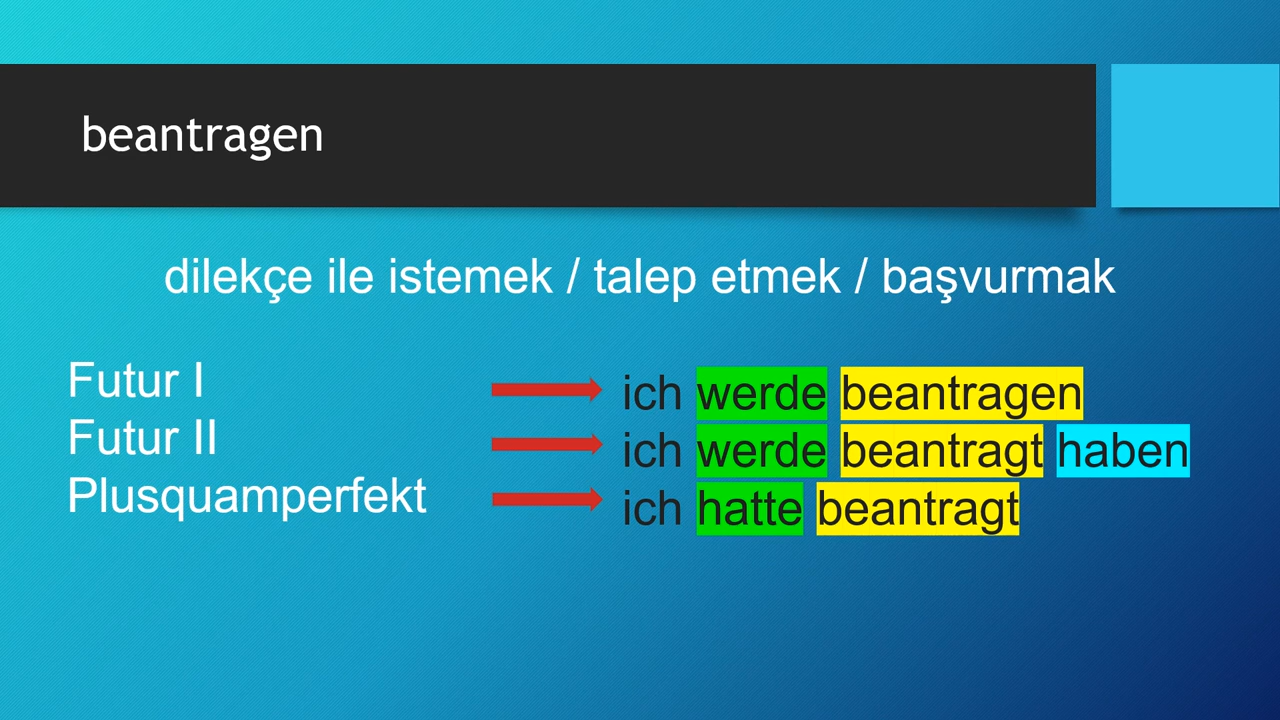 beantragen
dilekçe ile istemek / talep etmek / başvurmak
Futur I
ich werde beantragen
Futur II
ich werde beantragt haben
Plusquamperfekt
ich hatte beantragt